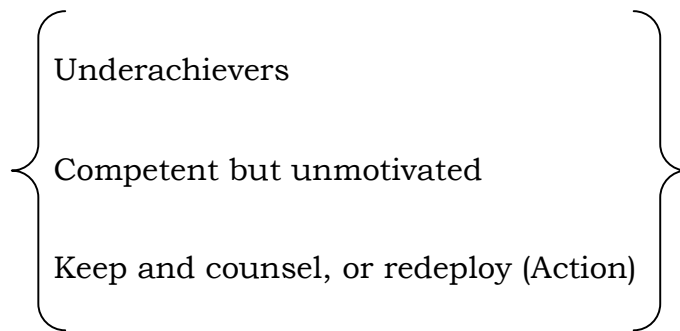 Underachievers
Competent but unmotivated
Keep and counsel, or redeploy (Action)